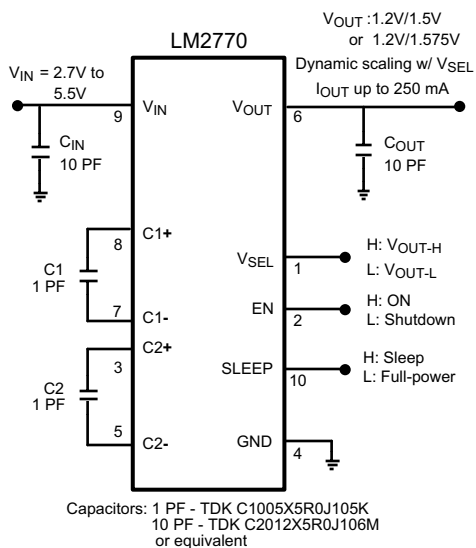 LM2770
VOUT :1.2V/1.5V
or 1.2V/1.575V
Dynamic scaling w/ VSEL
IOUT up to 250 mA
VIN = 2.7V to
5.5V
9
VIN
VOUT
6
CIN
10 PF
COUT
10 PF
8
C1+
C1
1 PF
7
C1-
C2+
3
C2
1 PF
5
C2-
VSEL
1
H: VOUT-H
L: VOUT-L
EN
2
H: ON
L: Shutdown
SLEEP
10
H: Sleep
L: Full-power
GND
4
Capacitors: 1 PF - TDK C1005X5R0J105K
10 PF - TDK C2012X5R0J106M
or equivalent